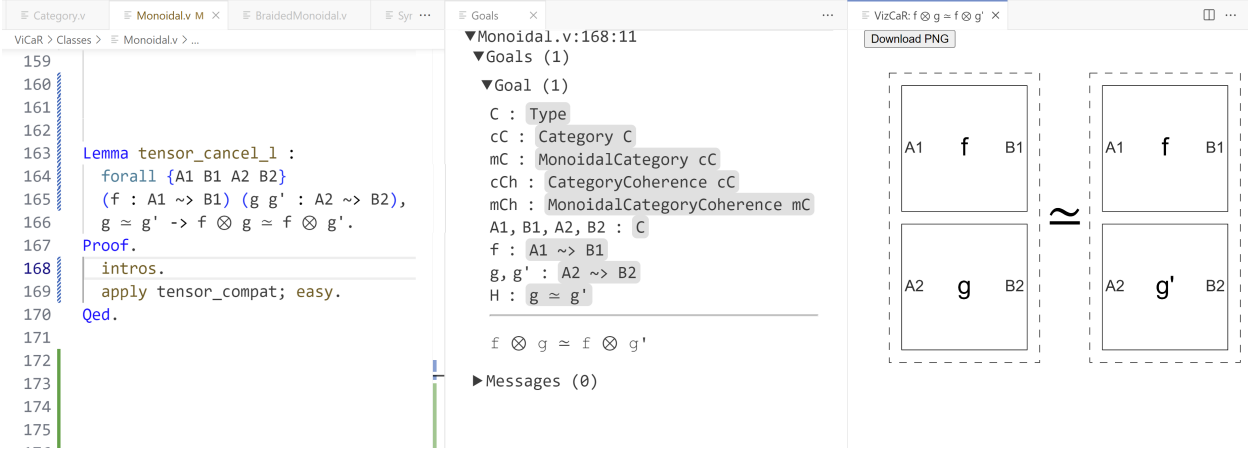 Category.v
Monoidal.v M
BraidedMonoidal.v
Syr
ViCaR > Classes > Monoidal.v > ...
159
160
161
162
163 Lemma tensor_cancel_l :
164 forall {A1 B1 A2 B2}
165 (f : A1 ~> B1) (g g' : A2 ~> B2),
166 g ≃ g' -> f ⊗ g ≃ f ⊗ g'.
167 Proof.
168 intros.
169 apply tensor_compat; easy.
170 Qed.
171
172
173
174
175
Goals
▼Monoidal.v:168:11
▼Goals (1)
▼Goal (1)
C : Type
cC : Category C
mC : MonoidalCategory cC
cCh : CategoryCoherence cC
mCh : MonoidalCategoryCoherence mC
A1, B1, A2, B2 : C
f : A1 ~> B1
g, g' : A2 ~> B2
H : g ≃ g'
f ⊗ g ≃ f ⊗ g'
▶Messages (0)
VizCaR: f ⊗ g ≃ f ⊗ g'
Download PNG
A1 f B1
A2 g B2
≃
A1 f B1
A2 g' B2